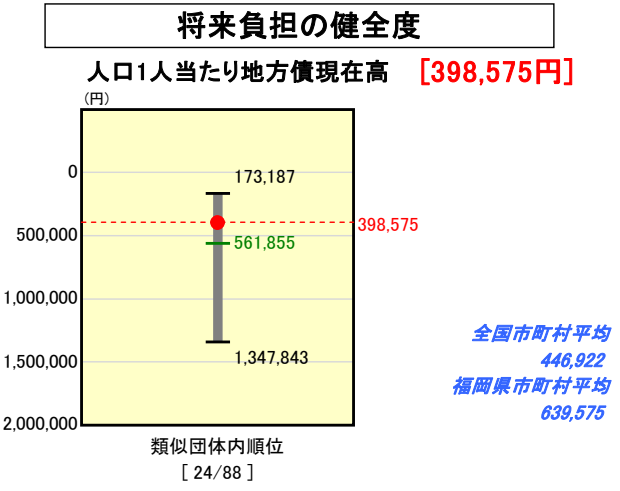 将来負担の健全度
人口1人当たり地方債現在高 [398,575円]
(円)
0
500,000
1,000,000
1,500,000
2,000,000
173,187
398,575
561,855
1,347,843
全国市町村平均
446,922
福岡県市町村平均
639,575
類似団体内順位
[ 24/88 ]